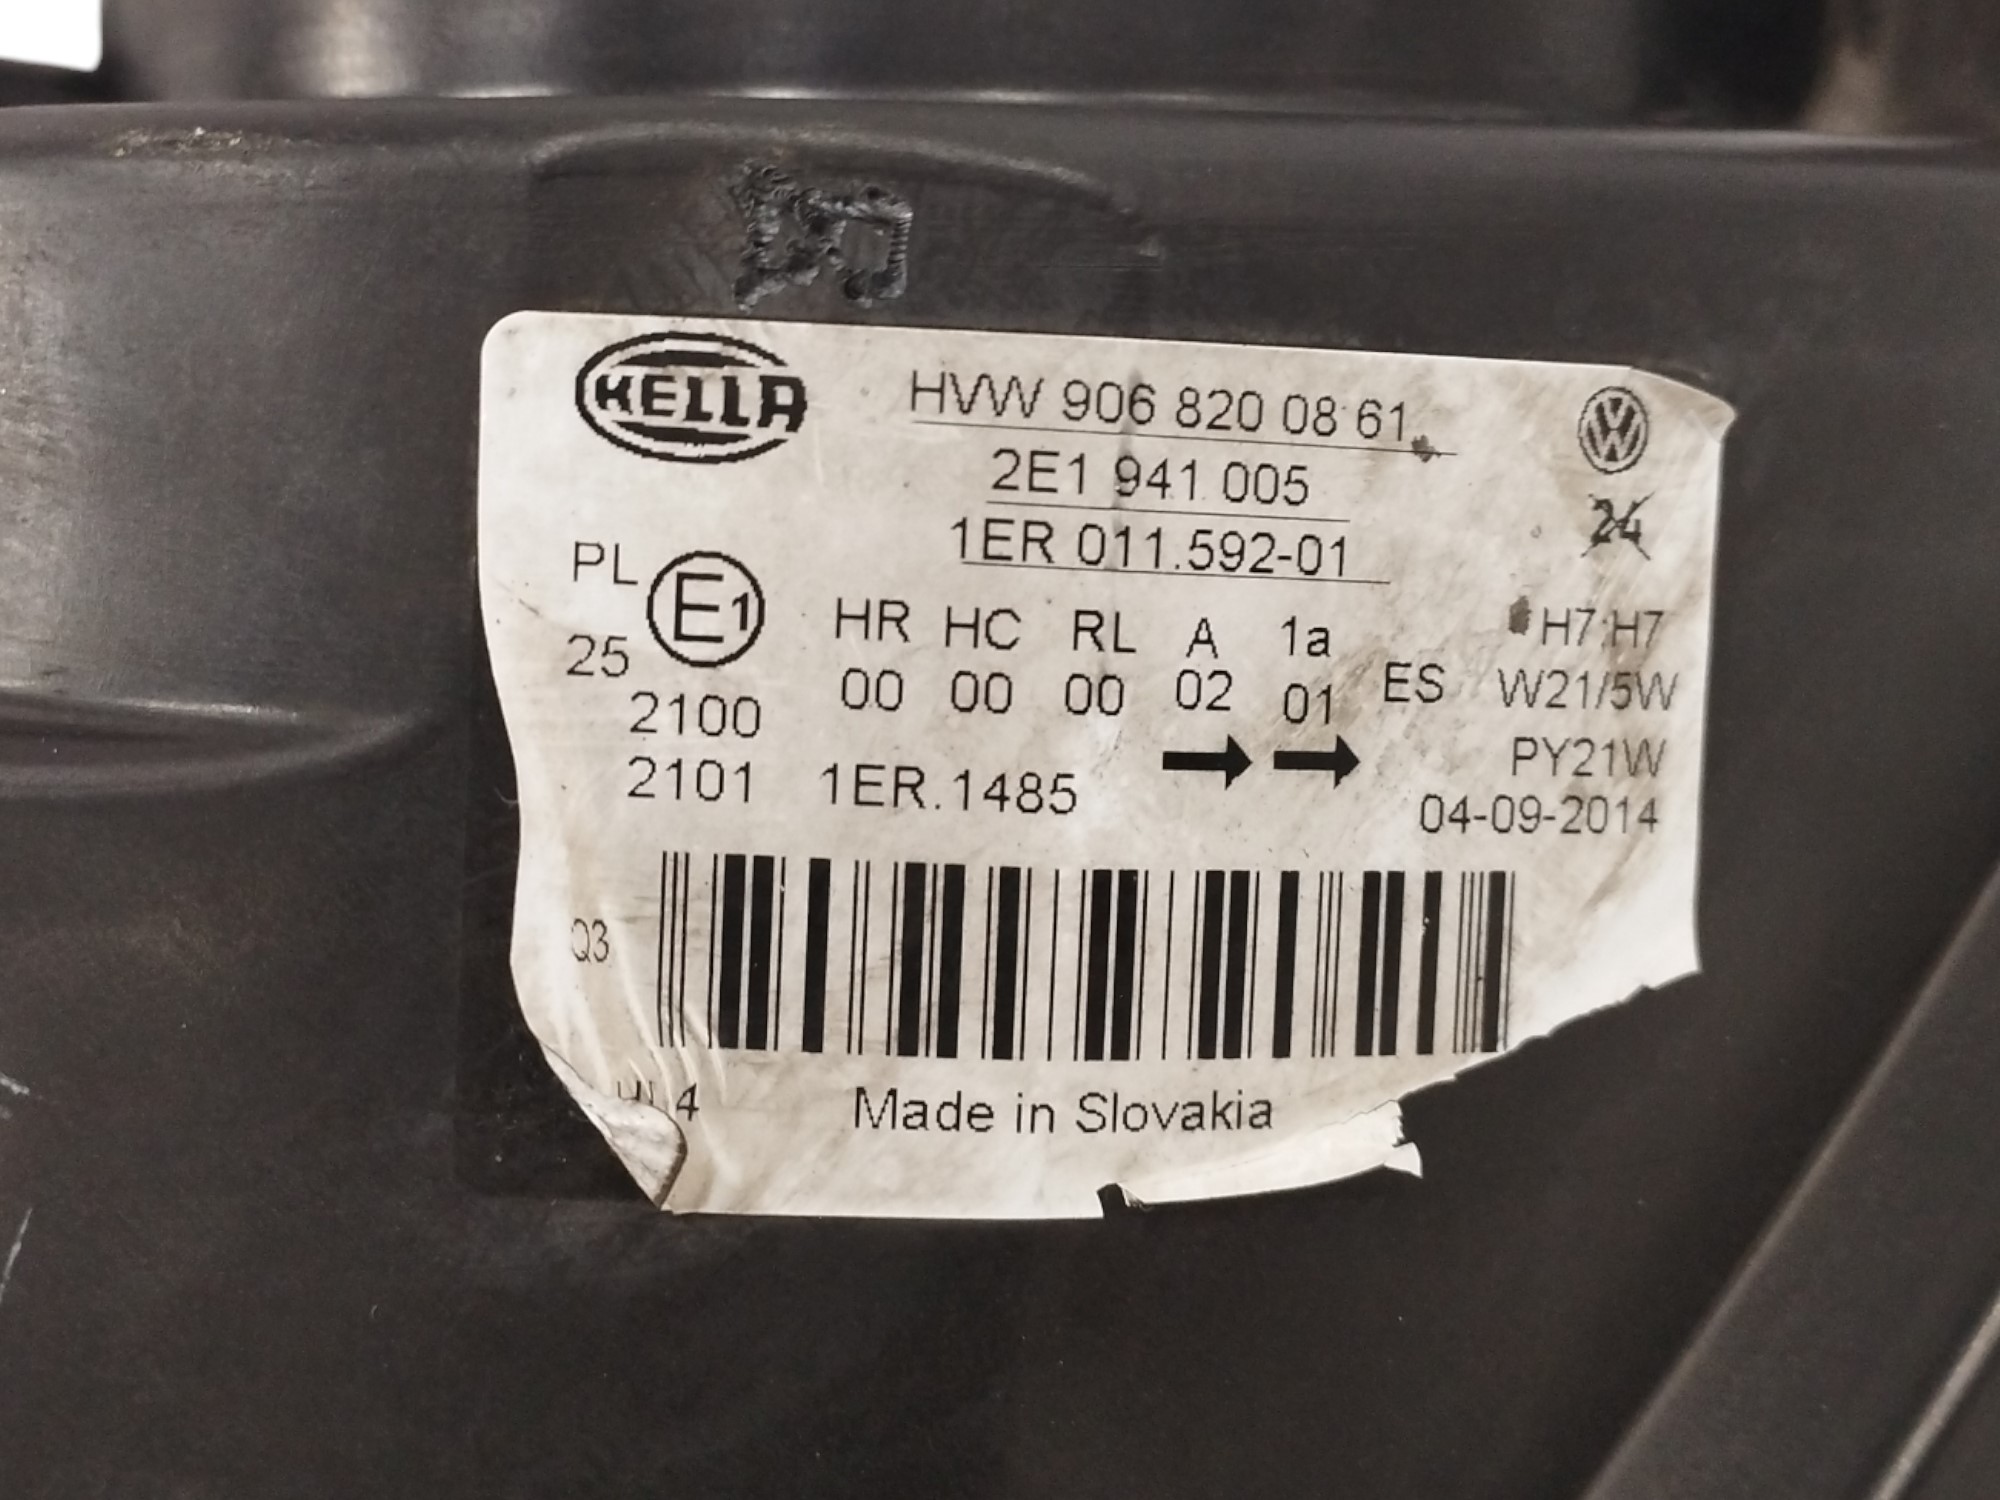 HELLA
HVW 906 820 08 61
2E1 941 005
1ER 011.592-01
24
PL E1 HR HC RL A 1a H7 H7
25 00 00 00 02 01 ES W21/5W
2100 PY21W
2101 1ER.1485 04-09-2014
Q3
4 Made in Slovakia